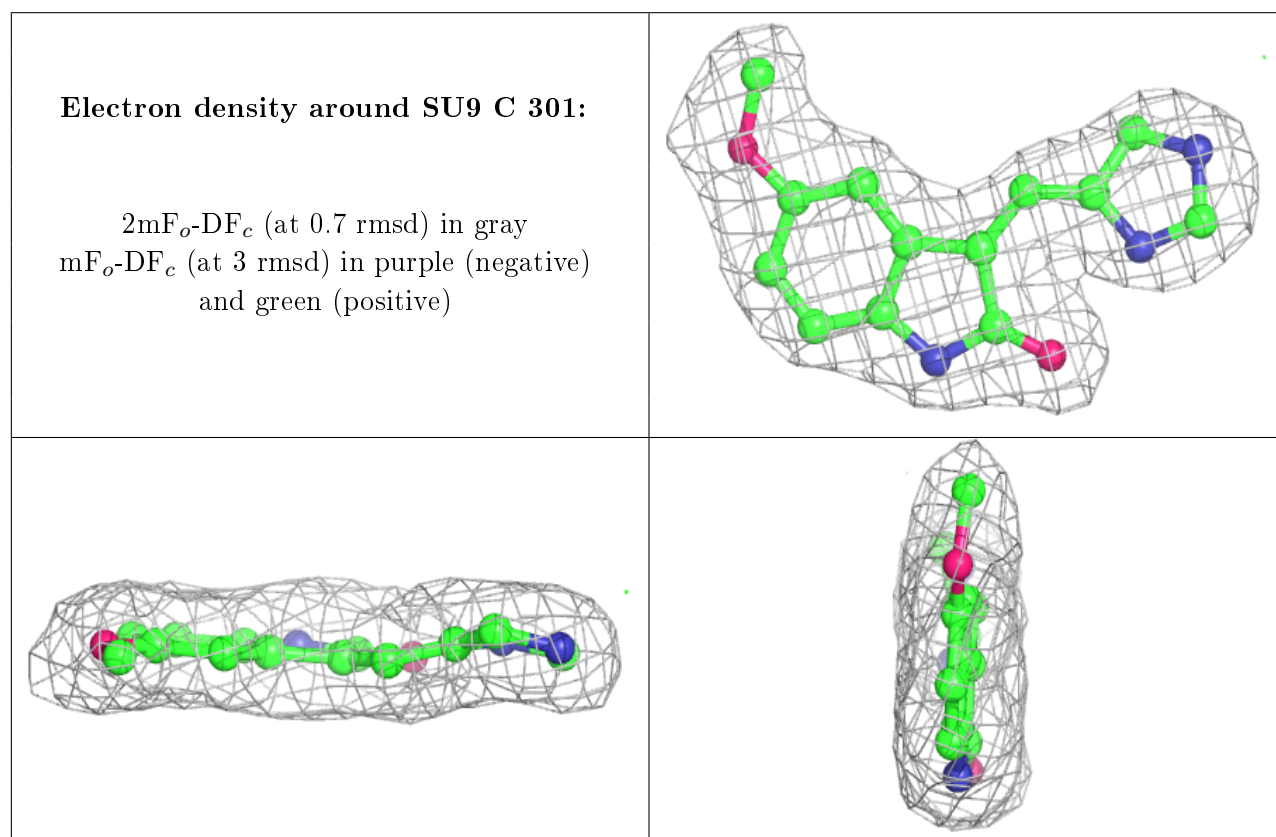 Electron density around SU9 C 301:
2mF$_o$-DF$_c$ (at 0.7 rmsd) in gray
mF$_o$-DF$_c$ (at 3 rmsd) in purple (negative)
and green (positive)